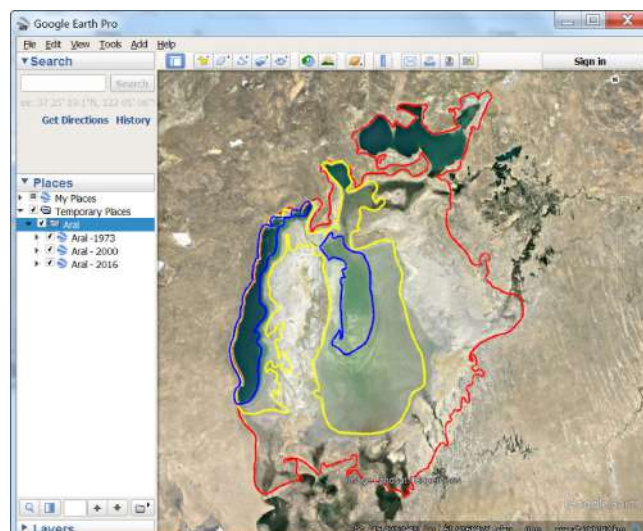 Google Earth Pro
File Edit View Tools Add Help
Search
Sign in
Search
Get Directions History
Places
My Places
Temporary Places
Aral
Aral -1973
Aral - 2000
Aral - 2016
Layers